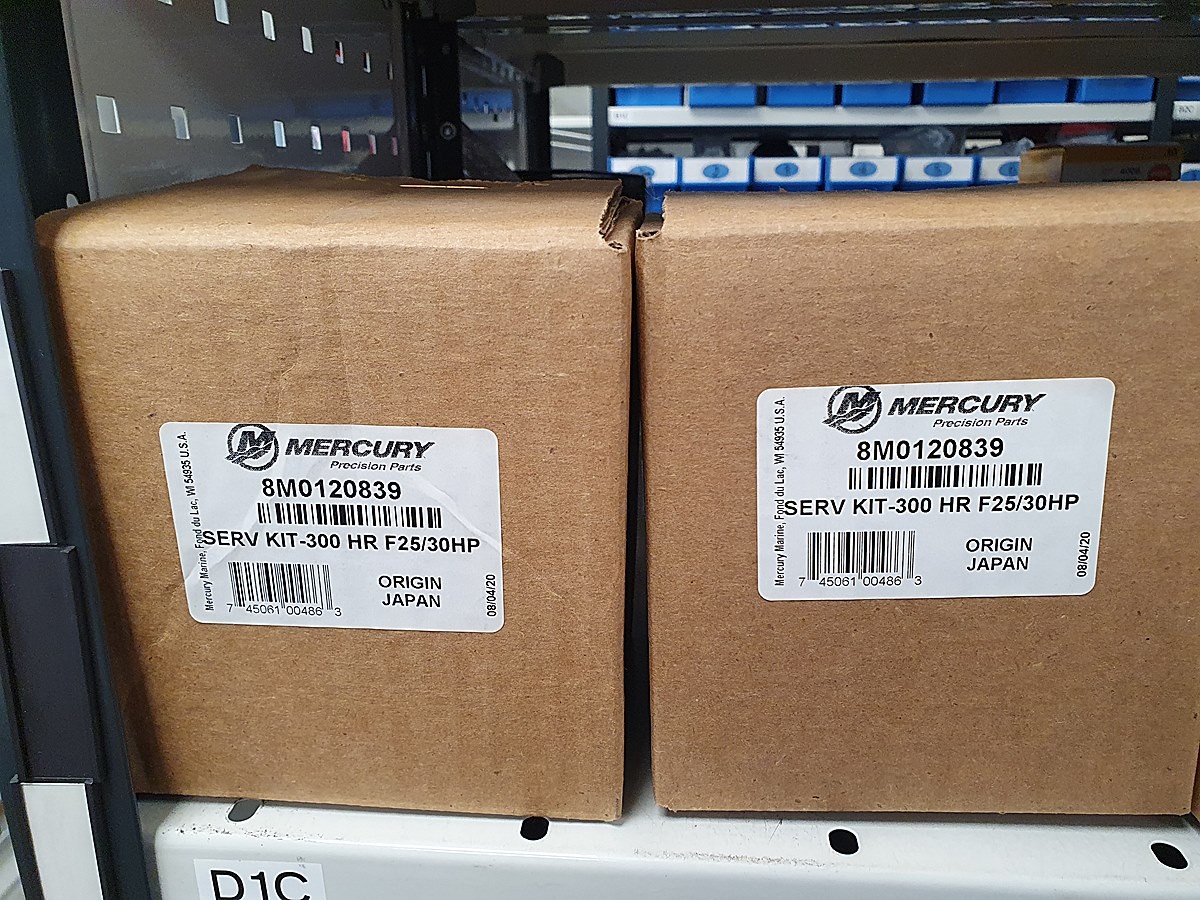 MERCURY
Precision Parts
8M0120839
SERV KIT-300 HR F25/30HP
7 45061 00486 3
ORIGIN
JAPAN
08/04/20
Mercury Marine, Fond du Lac, WI 54935 U.S.A.
MERCURY
Precision Parts
8M0120839
SERV KIT-300 HR F25/30HP
7 45061 00486 3
ORIGIN
JAPAN
08/04/20
Mercury Marine, Fond du Lac, WI 54935 U.S.A.
D1C